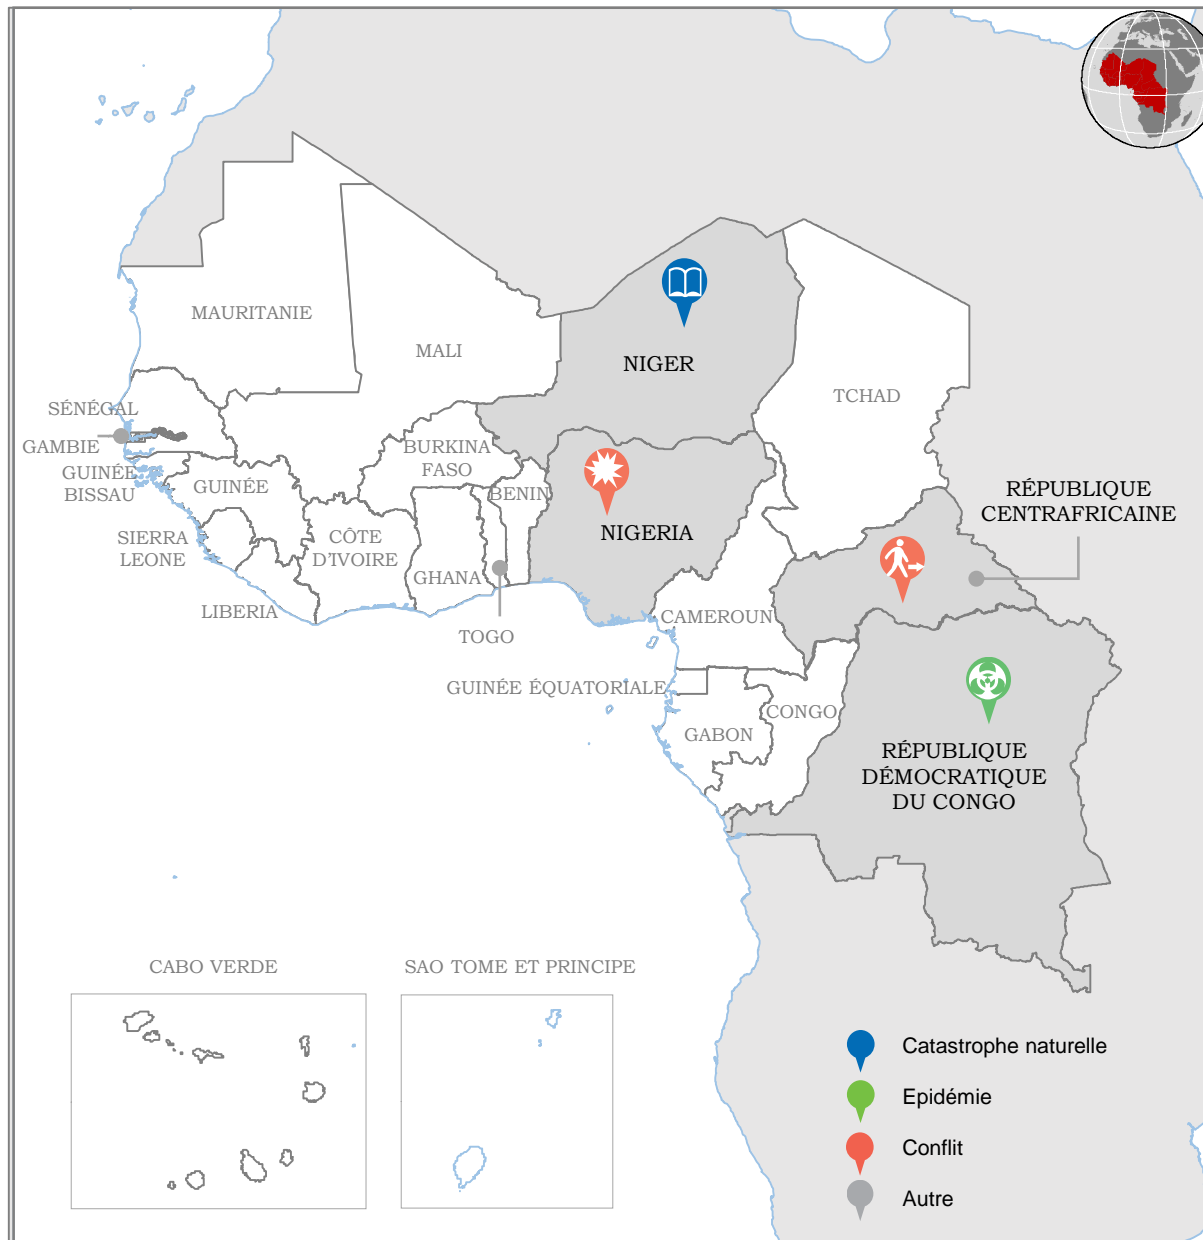 MAURITANIE
MALI
NIGER
TCHAD
SÉNÉGAL
GAMBIE
GUINÉE
BISSAU
GUINÉE
BURKINA
FASO
BENIN
NIGERIA
RÉPUBLIQUE
CENTRAFRICAINE
SIERRA
LEONE
CÔTE
D'IVOIRE
GHANA
LIBERIA
TOGO
CAMEROUN
GUINÉE ÉQUATORIALE
GABON
CONGO
RÉPUBLIQUE
DÉMOCRATIQUE
DU CONGO
CABO VERDE
SAO TOME ET PRINCIPE
Catastrophe naturelle
Epidémie
Conflit
Autre